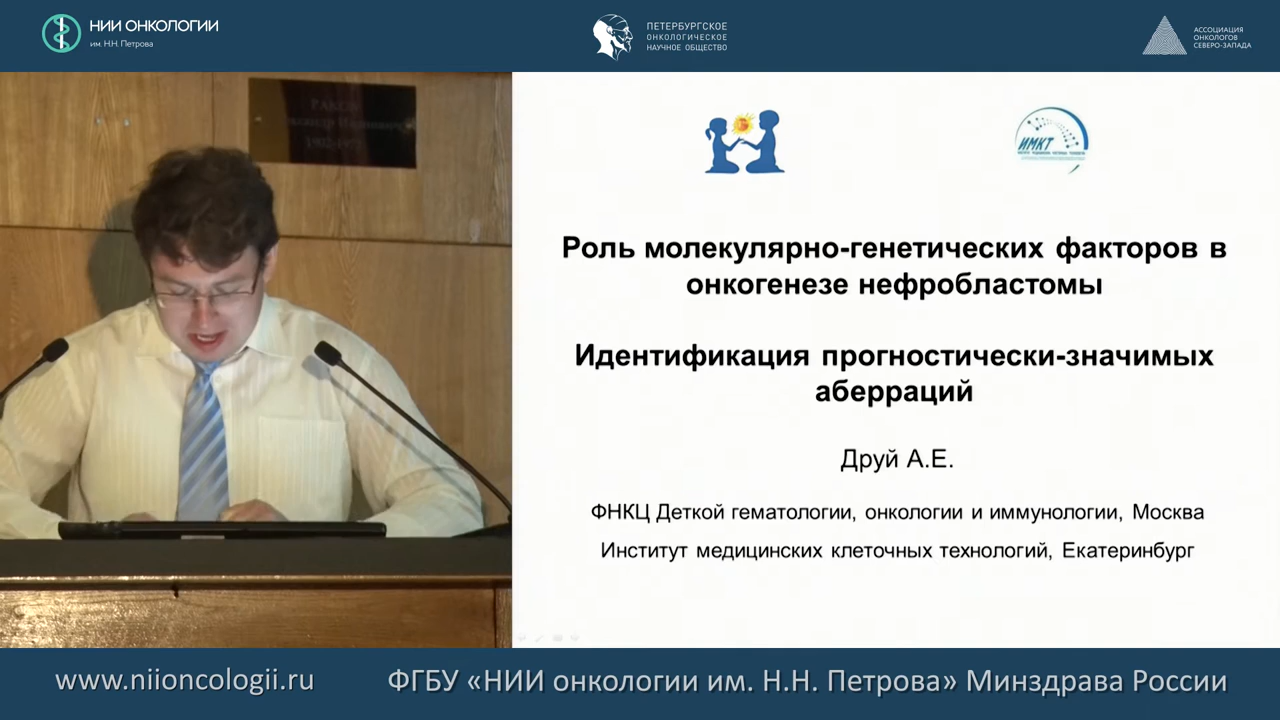 НИИ ОНКОЛОГИИ
им. Н.Н. Петрова
ПЕТЕРБУРГСКОЕ
ОНКОЛОГИЧЕСКОЕ
НАУЧНОЕ ОБЩЕСТВО
АССОЦИАЦИЯ
ОНКОЛОГОВ
СЕВЕРО-ЗАПАДА
ИМКТ
Роль молекулярно-генетических факторов в
онкогенезе нефробластомы
Идентификация прогностически-значимых
аберраций
Друй А.Е.
ФНКЦ Деткой гематологии, онкологии и иммунологии, Москва
Институт медицинских клеточных технологий, Екатеринбург
www.niioncologii.ru
ФГБУ «НИИ онкологии им. Н.Н. Петрова» Минздрава России